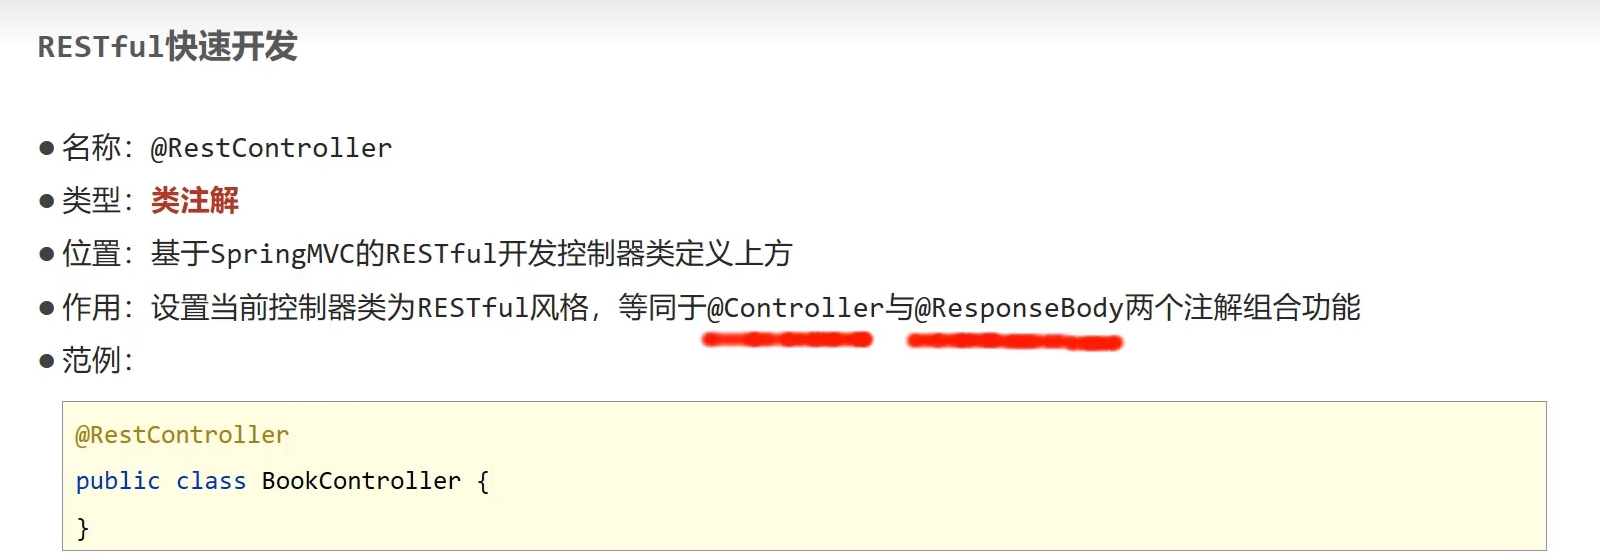 RESTful快速开发
● 名称：@RestController
● 类型：类注解
● 位置：基于SpringMVC的RESTful开发控制器类定义上方
● 作用：设置当前控制器类为RESTful风格，等同于@Controller与@ResponseBody两个注解组合功能
● 范例：
@RestController
public class BookController {
}